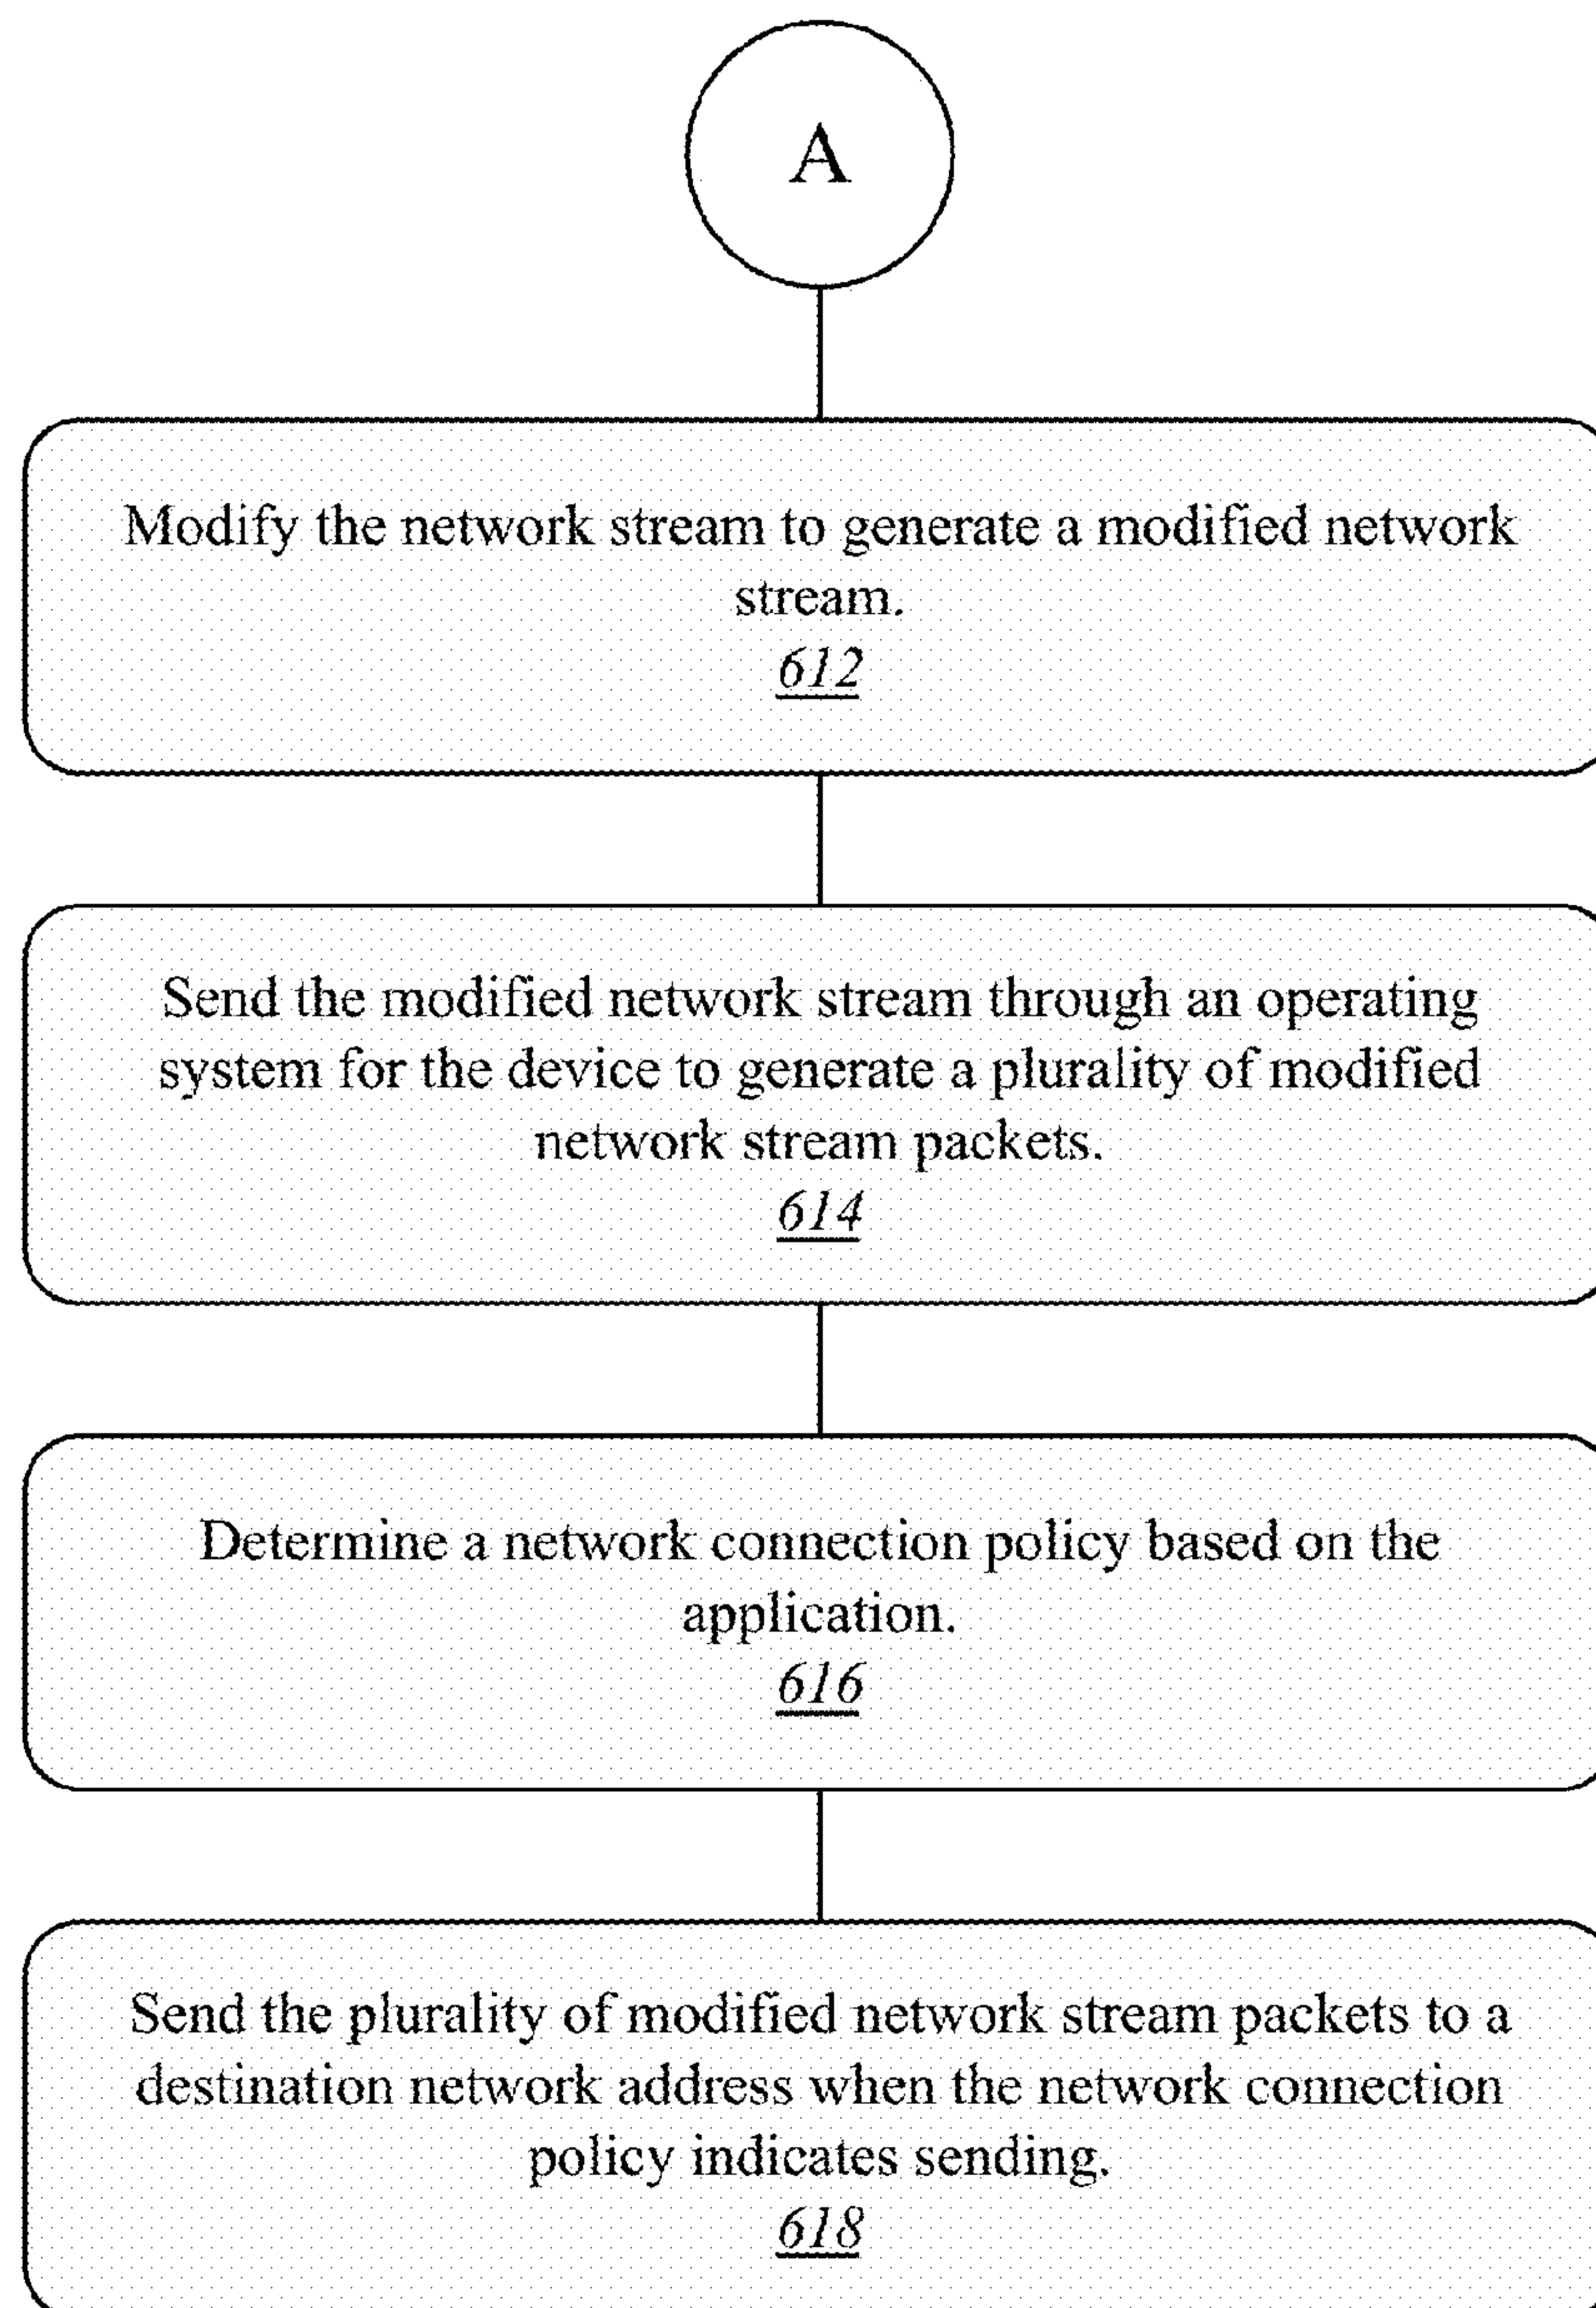 A
Modify the network stream to generate a modified network
stream.
612
Send the modified network stream through an operating
system for the device to generate a plurality of modified
network stream packets.
614
Determine a network connection policy based on the
application.
616
Send the plurality of modified network stream packets to a
destination network address when the network connection
policy indicates sending.
618